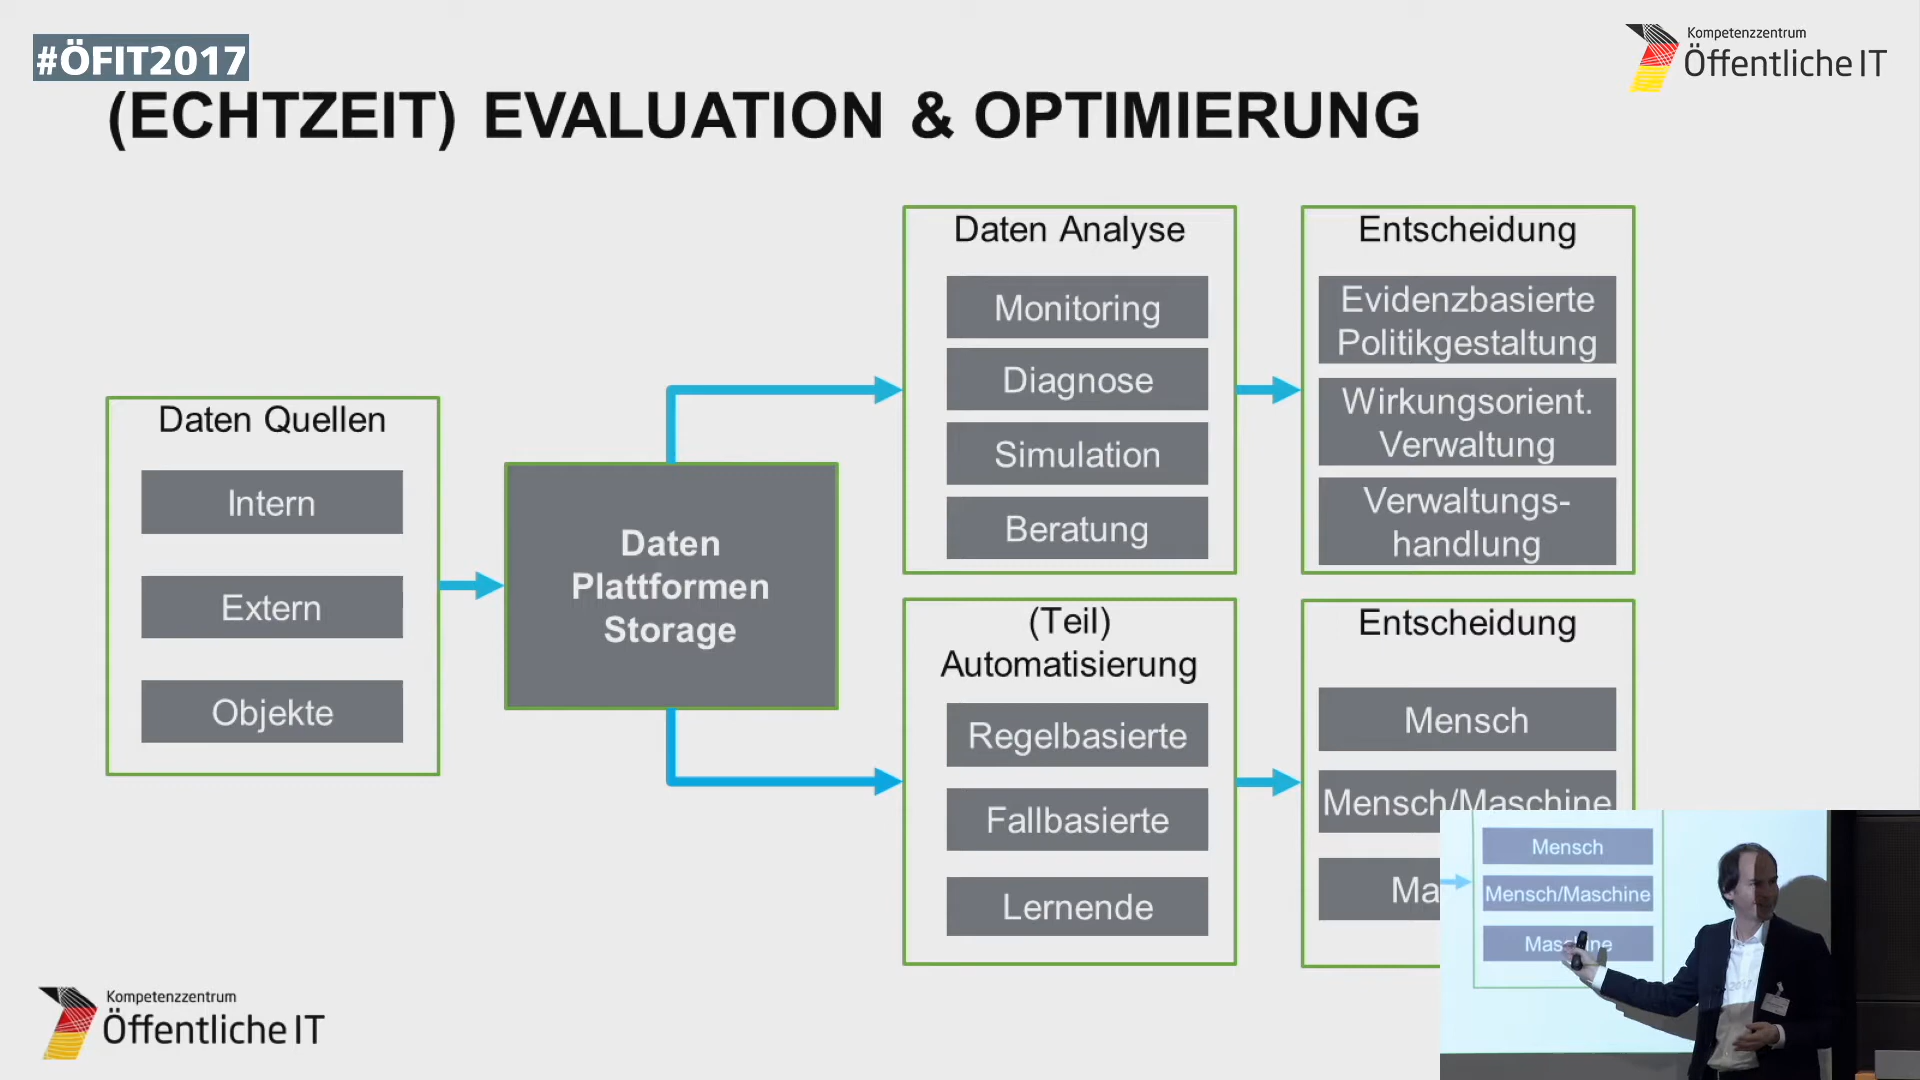 #ÖFIT2017
Kompetenzzentrum
Öffentliche IT
(ECHTZEIT) EVALUATION & OPTIMIERUNG
Daten Quellen
Intern
Extern
Objekte
Daten
Plattformen
Storage
Daten Analyse
Monitoring
Diagnose
Simulation
Beratung
Entscheidung
Evidenzbasierte
Politikgestaltung
Wirkungsorient.
Verwaltung
Verwaltungs-
handlung
(Teil)
Automatisierung
Regelbasierte
Fallbasierte
Lernende
Entscheidung
Mensch
Mensch/Maschine
Ma
Mensch
Mensch/Maschine
Maschine
Kompetenzzentrum
Öffentliche IT